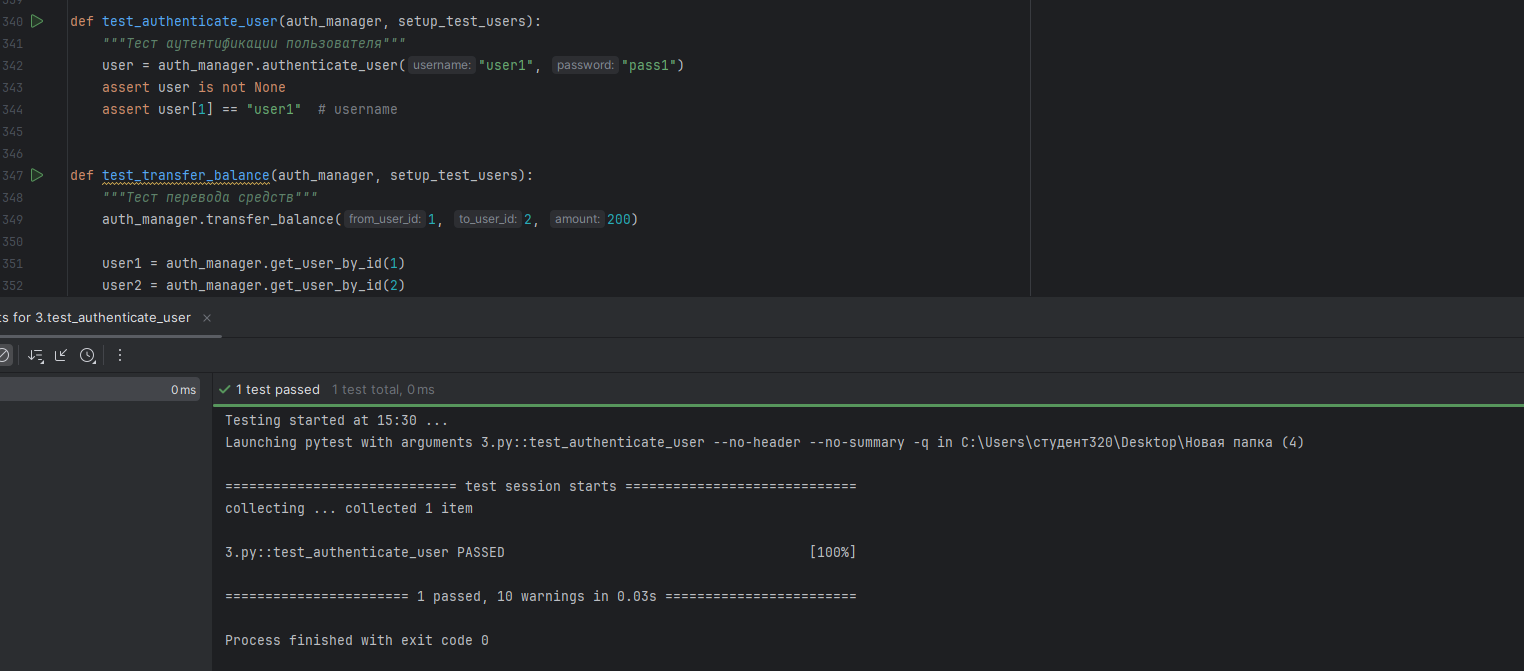 339
340 def test_authenticate_user(auth_manager, setup_test_users):
341 """Тест аутентификации пользователя"""
342 user = auth_manager.authenticate_user( username: "user1", password: "pass1")
343 assert user is not None
344 assert user[1] == "user1" # username
345
346
347 def test_transfer_balance(auth_manager, setup_test_users):
348 """Тест перевода средств"""
349 auth_manager.transfer_balance( from_user_id: 1, to_user_id: 2, amount: 200)
350
351 user1 = auth_manager.get_user_by_id(1)
352 user2 = auth_manager.get_user_by_id(2)
ts for 3.test_authenticate_user ×
0 ms
1 test passed 1 test total, 0 ms
Testing started at 15:30 ...
Launching pytest with arguments 3.py::test_authenticate_user --no-header --no-summary -q in C:\Users\студент320\Desktop\Новая папка (4)
============================= test session starts =============================
collecting ... collected 1 item
3.py::test_authenticate_user PASSED [100%]
======================= 1 passed, 10 warnings in 0.03s ========================
Process finished with exit code 0